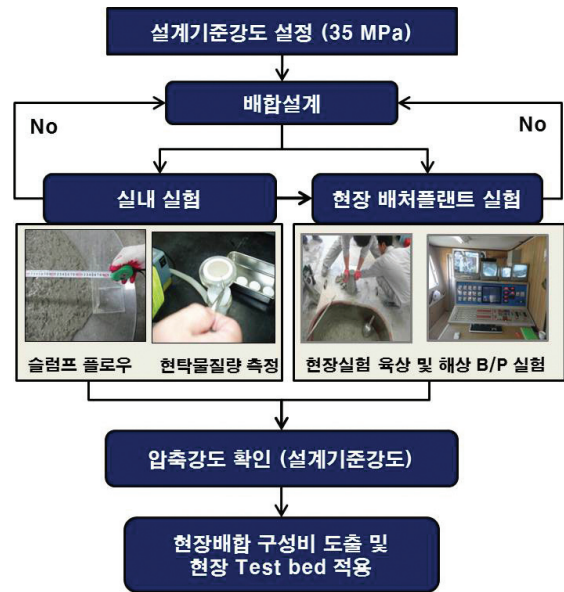 설계기준강도 설정 (35 MPa)
배합설계
No
No
실내 실험
현장 배처플랜트 실험
슬럼프 플로우
현탁물질량 측정
현장실험 육상 및 해상 B/P 실험
압축강도 확인 (설계기준강도)
현장배합 구성비 도출 및
현장 Test bed 적용